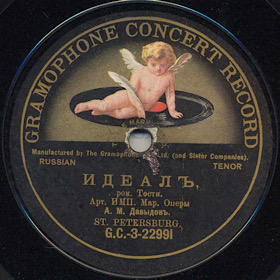 GRAMOPHONE CONCERT RECORD
Manufactured by The Gramophone Ltd. (and Sister Companies).
RUSSIAN TENOR
ИДЕАЛЪ,
ром. Тости.
Арт. ИМП. Мар. Оперы
А. М. Давыдовъ.
ST. PETERSBURG,
G.C.-3-22991